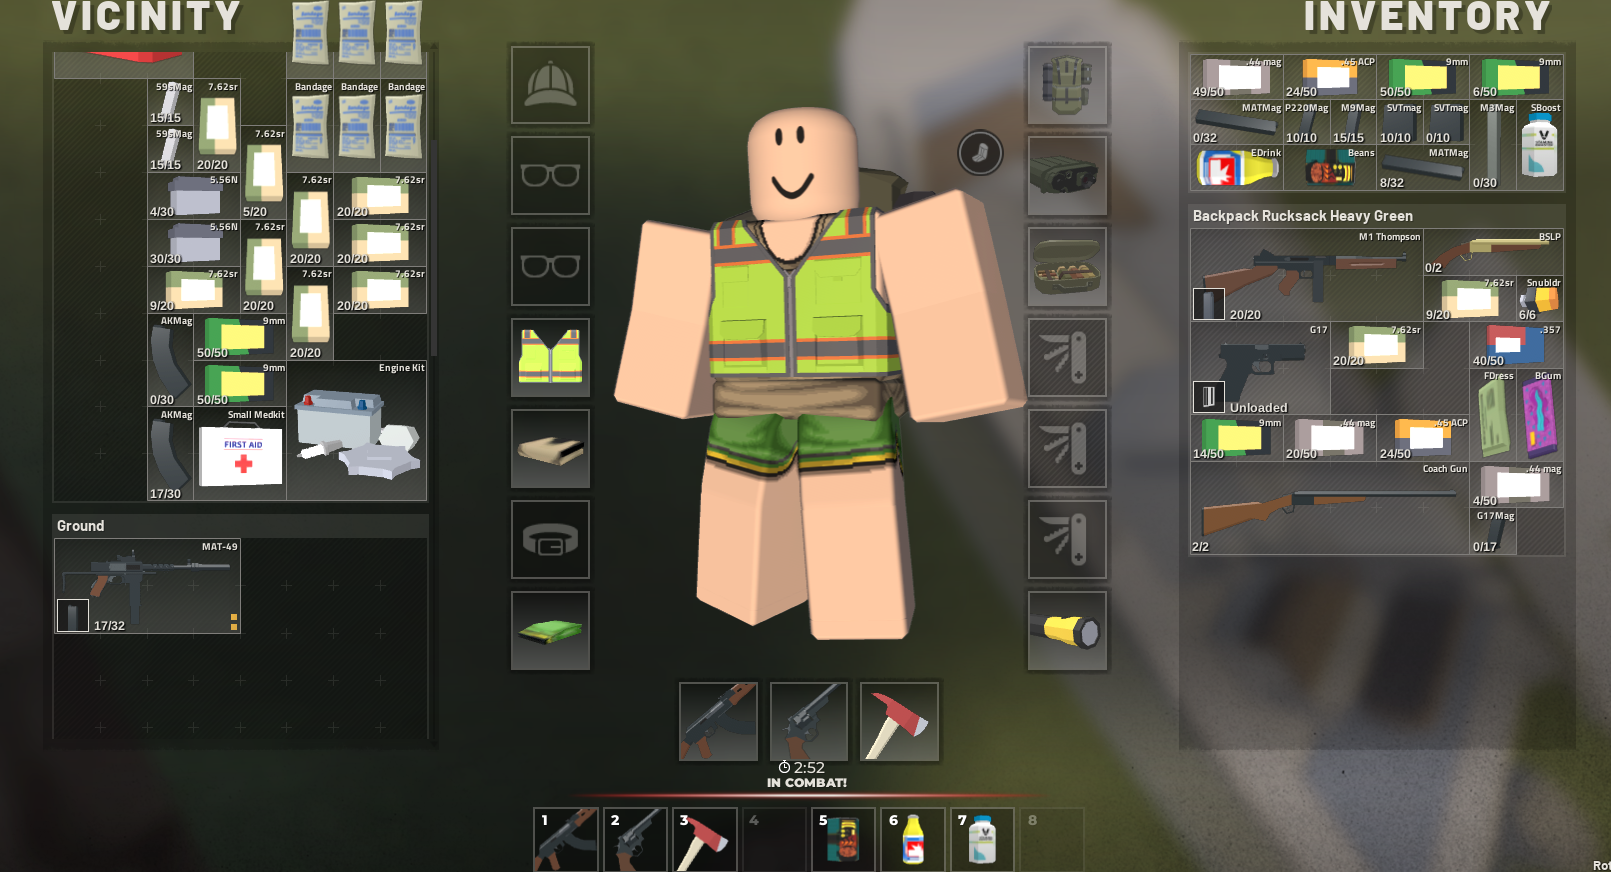 VICINITY
INVENTORY
Bandage
Bandage
Bandage
595Mag
15/15
7.62sr
20/20
Bandage
Bandage
Bandage
595Mag
15/15
7.62sr
5/20
5.56N
4/30
7.62sr
20/20
7.62sr
20/20
5.56N
30/30
7.62sr
20/20
7.62sr
20/20
7.62sr
9/20
7.62sr
20/20
7.62sr
20/20
AKMag
0/30
9mm
50/50
9mm
50/50
Engine Kit
AKMag
17/30
Small Medkit
FIRST AID
Ground
MAT-49
17/32
.44 mag
49/50
.45 ACP
24/50
9mm
50/50
9mm
6/50
MATMag
0/32
P220Mag
10/10
M9Mag
15/15
SVTmag
10/10
SVTmag
0/10
M3Mag
0/30
SBoost
EDrink
Beans
MATMag
8/32
Backpack Rucksack Heavy Green
M1 Thompson
20/20
BSLP
0/2
7.62sr
9/20
Snubldr
6/6
G17
Unloaded
7.62sr
20/20
.357
40/50
FDress
BGum
9mm
14/50
.44 mag
20/50
.45 ACP
24/50
Coach Gun
2/2
.44 mag
4/50
G17Mag
0/17
2:52
IN COMBAT!
1
2
3
4
5
6
7
8